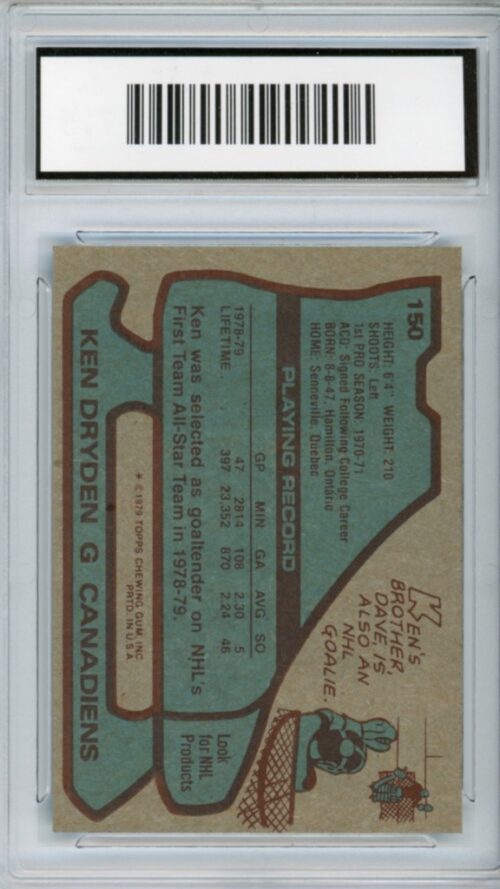 150
HEIGHT: 6'4" WEIGHT: 210
SHOOTS: Left
1st PRO SEASON: 1970-71
ACQ: Signed Following College Career
BORN: 8-8-47, Hamilton, Ontario
HOME: Senneville, Quebec
PLAYING RECORD
GP MIN GA AVG SO
1978-79 47 2814 108 2.30 5
LIFETIME 397 23,352 870 2.24 46
Ken was selected as goaltender on NHL's
First Team All-Star Team in 1978-79.
KEN'S
BROTHER,
DAVE, IS
ALSO AN
NHL
GOALIE.
Look
for NHL
Products
* © 1979 TOPPS CHEWING GUM, INC.
PRTD. IN U.S.A.
KEN DRYDEN G CANADIENS